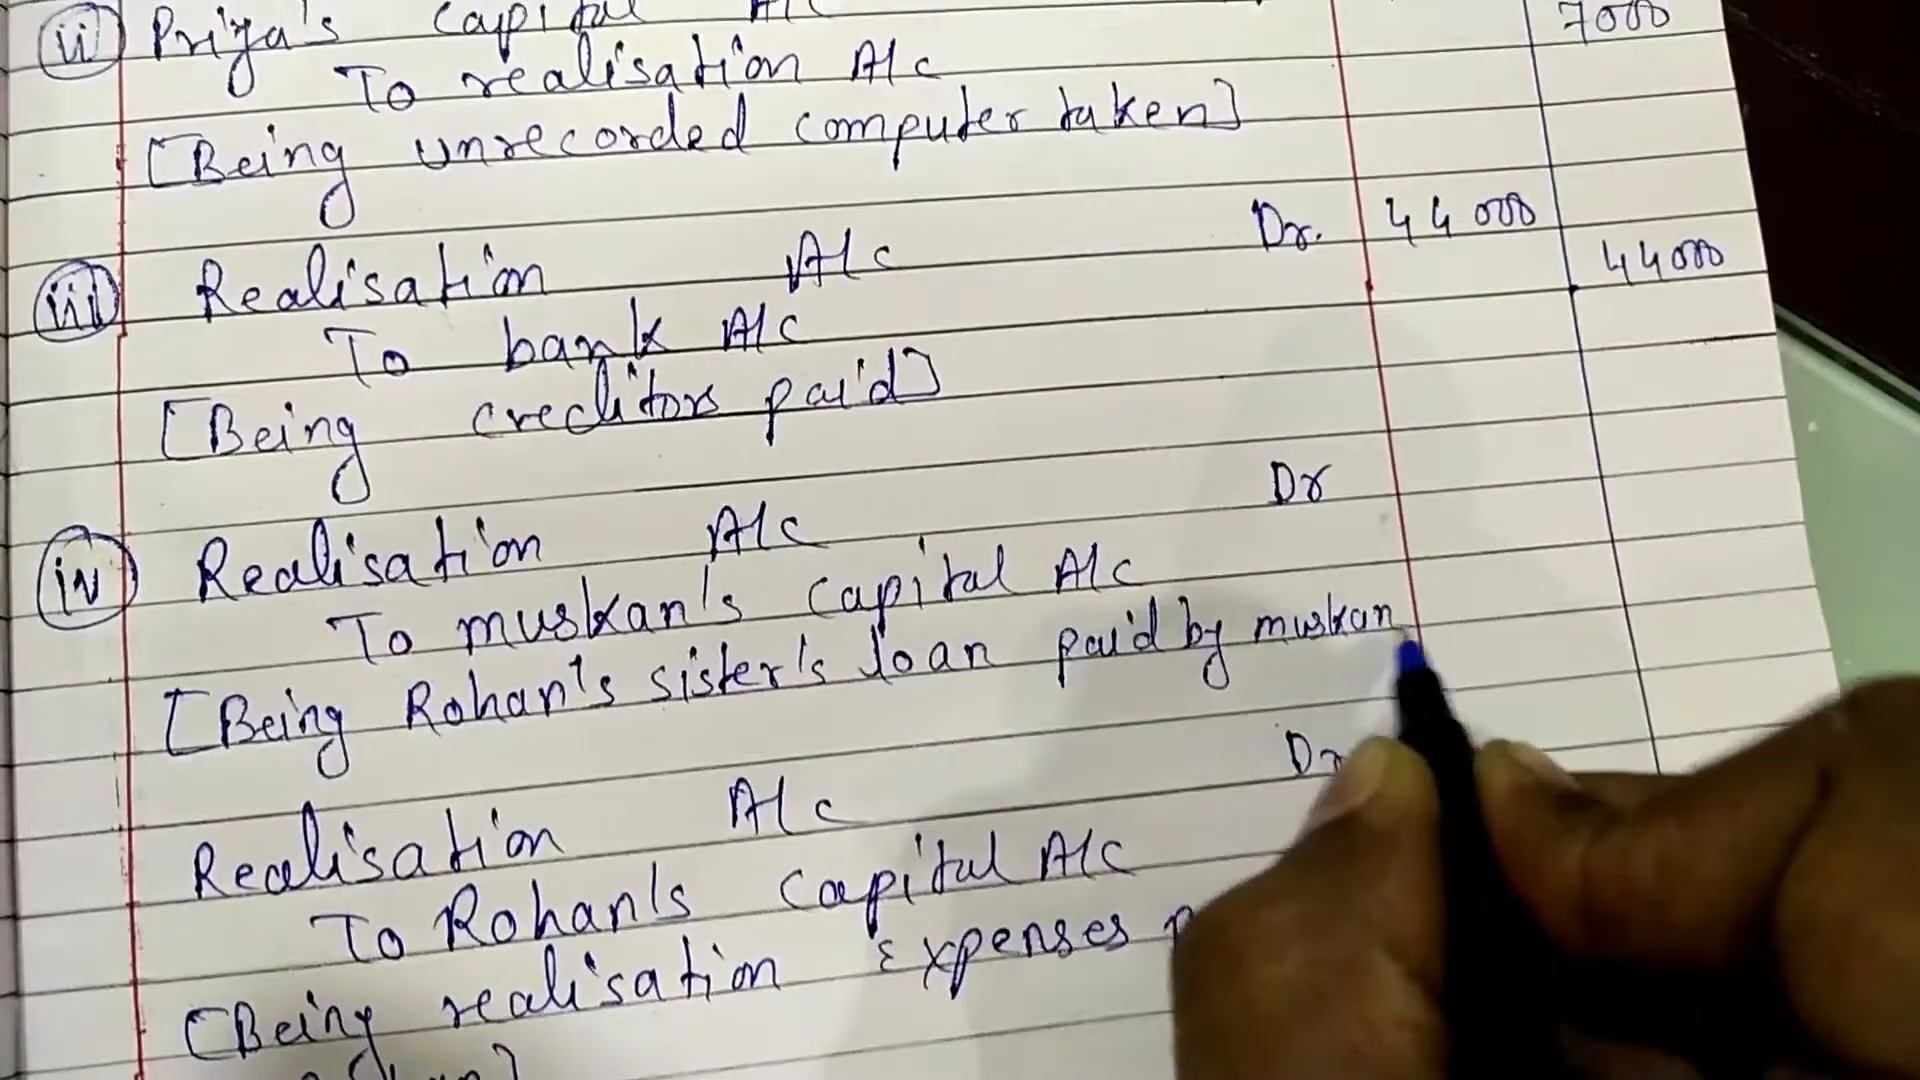 ii Priya's capital A/c
7000
To realisation A/c
[Being unrecorded computer taken]
iii Realisation A/c Dr. 44000
To bank A/c 44000
[Being creditors paid]
iv Realisation A/c Dr
To muskan's capital A/c
[Being Rohan's sister's loan paid by muskan
Realisation A/c Dr
To Rohan's capital A/c
[Being realisation Expenses